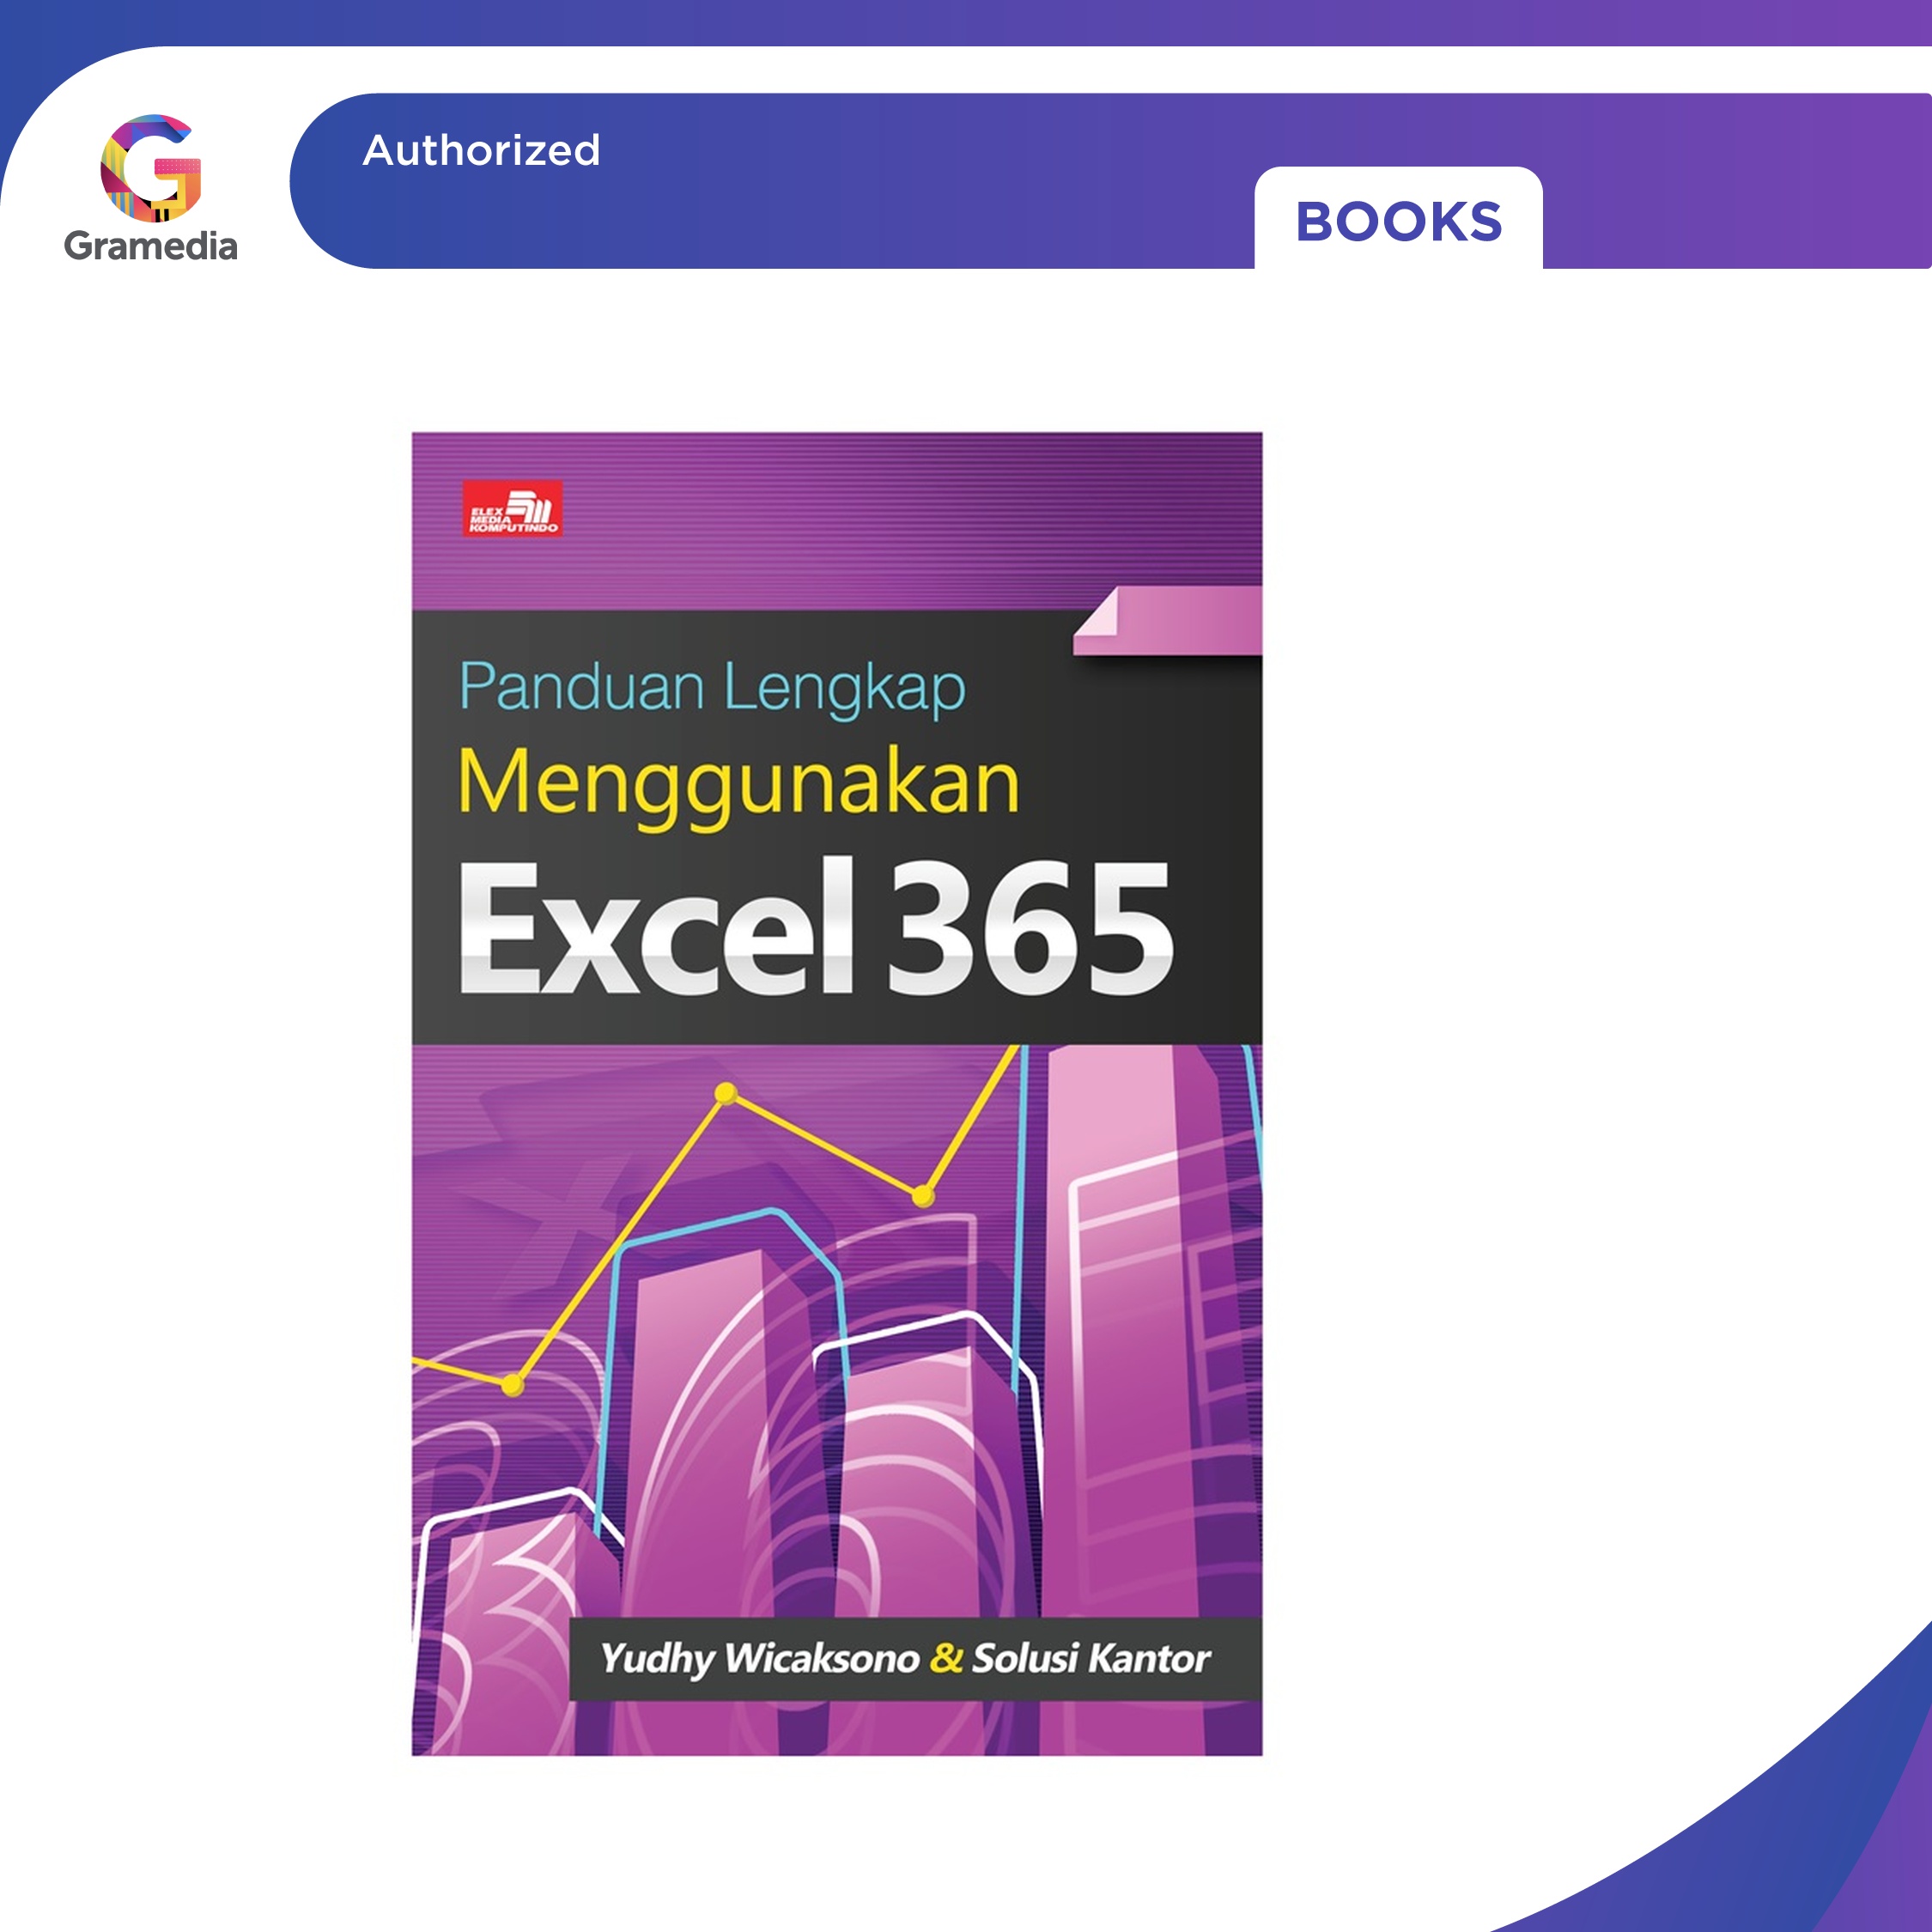 Gramedia
Authorized
BOOKS
ELEX
MEDIA
KOMPUTINDO
Panduan Lengkap
Menggunakan
Excel 365
Yudhy Wicaksono & Solusi Kantor